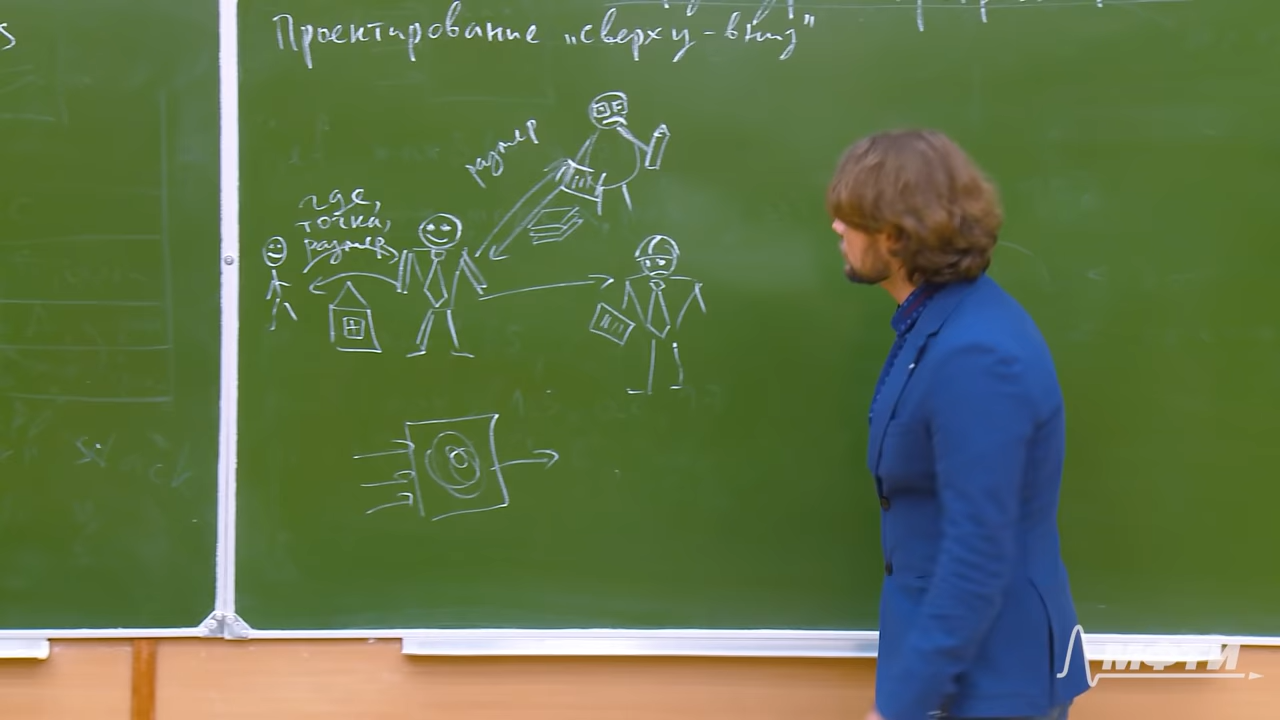 Проектирование „сверху-вниз"
размер
где,
точка,
размер
МФТИ